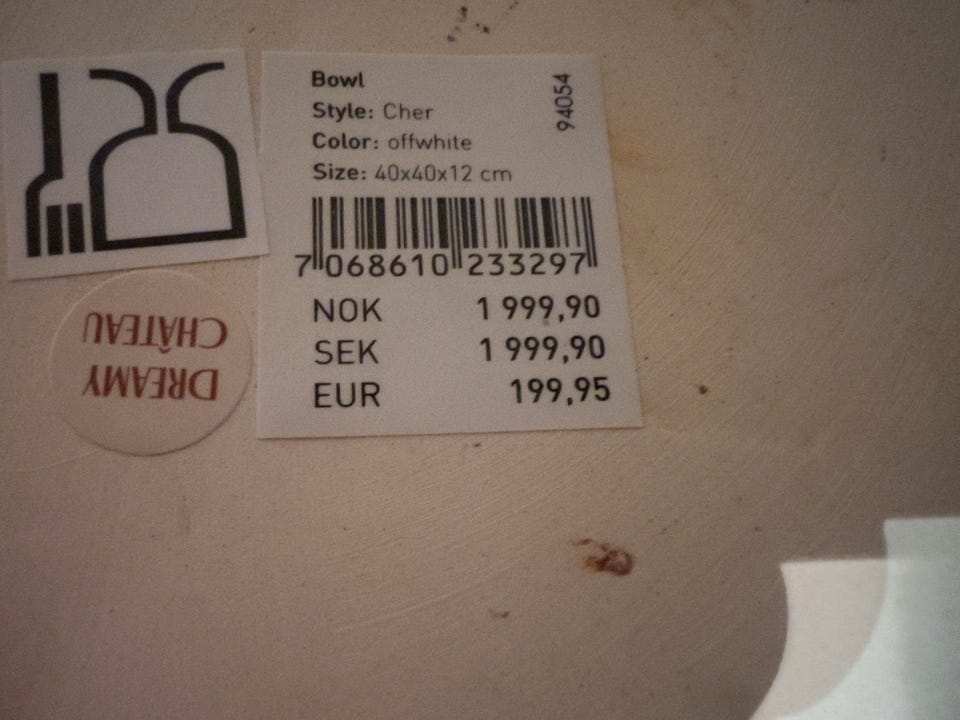 Bowl
Style: Cher
Color: offwhite
Size: 40x40x12 cm
94054
7 068610 233297
NOK 1 999,90
SEK 1 999,90
EUR 199,95
DREAMY
CHÂTEAU